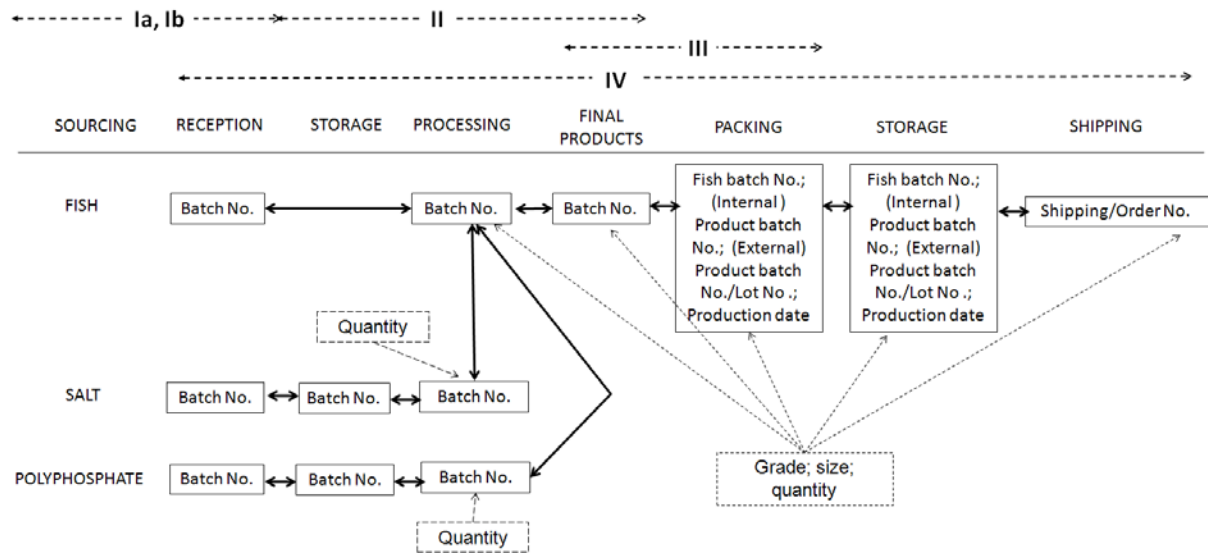 Ia, Ib
II
III
IV
SOURCING
RECEPTION
STORAGE
PROCESSING
FINAL
PRODUCTS
PACKING
STORAGE
SHIPPING
FISH
Batch No.
Batch No.
Batch No.
Fish batch No.;
(Internal )
Product batch
No.; (External)
Product batch
No./Lot No .;
Production date
Fish batch No.;
(Internal )
Product batch
No.; (External)
Product batch
No./Lot No .;
Production date
Shipping/Order No.
Quantity
SALT
Batch No.
Batch No.
Batch No.
POLYPHOSPHATE
Batch No.
Batch No.
Batch No.
Quantity
Grade; size;
quantity